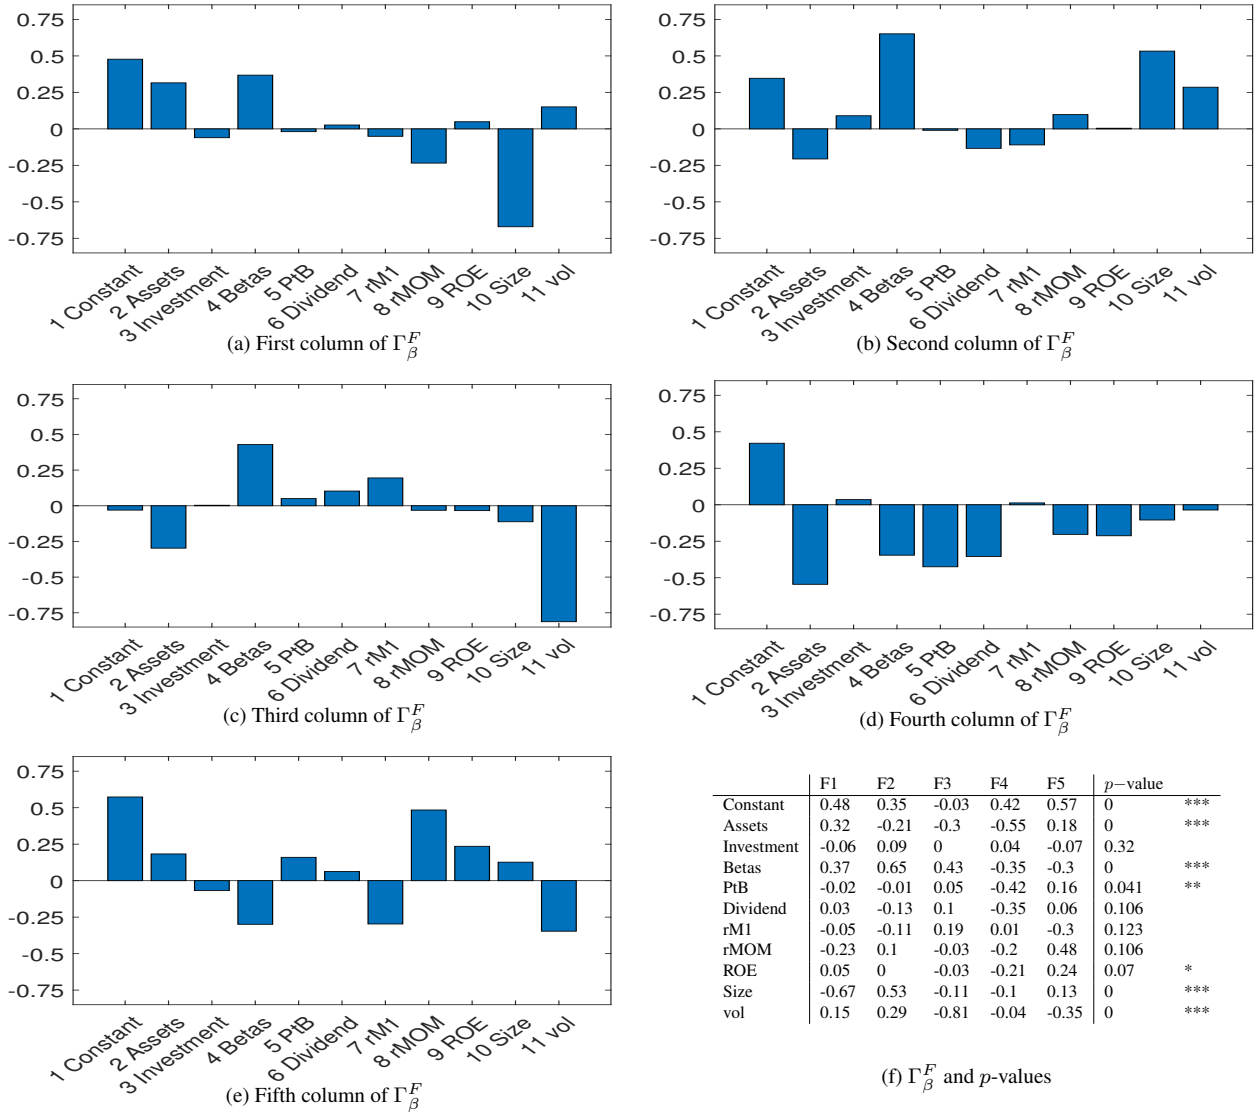 0.75
0.5
0.25
0
-0.25
-0.5
-0.75
1 Constant
2 Assets
3 Investment
4 Betas
5 PtB
6 Dividend
7 rM1
8 rMOM
9 ROE
10 Size
11 vol
(a) First column of Γ^F_β
0.75
0.5
0.25
0
-0.25
-0.5
-0.75
1 Constant
2 Assets
3 Investment
4 Betas
5 PtB
6 Dividend
7 rM1
8 rMOM
9 ROE
10 Size
11 vol
(b) Second column of Γ^F_β
0.75
0.5
0.25
0
-0.25
-0.5
-0.75
1 Constant
2 Assets
3 Investment
4 Betas
5 PtB
6 Dividend
7 rM1
8 rMOM
9 ROE
10 Size
11 vol
(c) Third column of Γ^F_β
0.75
0.5
0.25
0
-0.25
-0.5
-0.75
1 Constant
2 Assets
3 Investment
4 Betas
5 PtB
6 Dividend
7 rM1
8 rMOM
9 ROE
10 Size
11 vol
(d) Fourth column of Γ^F_β
0.75
0.5
0.25
0
-0.25
-0.5
-0.75
1 Constant
2 Assets
3 Investment
4 Betas
5 PtB
6 Dividend
7 rM1
8 rMOM
9 ROE
10 Size
11 vol
(e) Fifth column of Γ^F_β
F1 F2 F3 F4 F5 p−value
Constant 0.48 0.35 -0.03 0.42 0.57 0 ***
Assets 0.32 -0.21 -0.3 -0.55 0.18 0 ***
Investment -0.06 0.09 0 0.04 -0.07 0.32
Betas 0.37 0.65 0.43 -0.35 -0.3 0 ***
PtB -0.02 -0.01 0.05 -0.42 0.16 0.041 **
Dividend 0.03 -0.13 0.1 -0.35 0.06 0.106
rM1 -0.05 -0.11 0.19 0.01 -0.3 0.123
rMOM -0.23 0.1 -0.03 -0.2 0.48 0.106
ROE 0.05 0 -0.03 -0.21 0.24 0.07 *
Size -0.67 0.53 -0.11 -0.1 0.13 0 ***
vol 0.15 0.29 -0.81 -0.04 -0.35 0 ***
(f) Γ^F_β and p-values